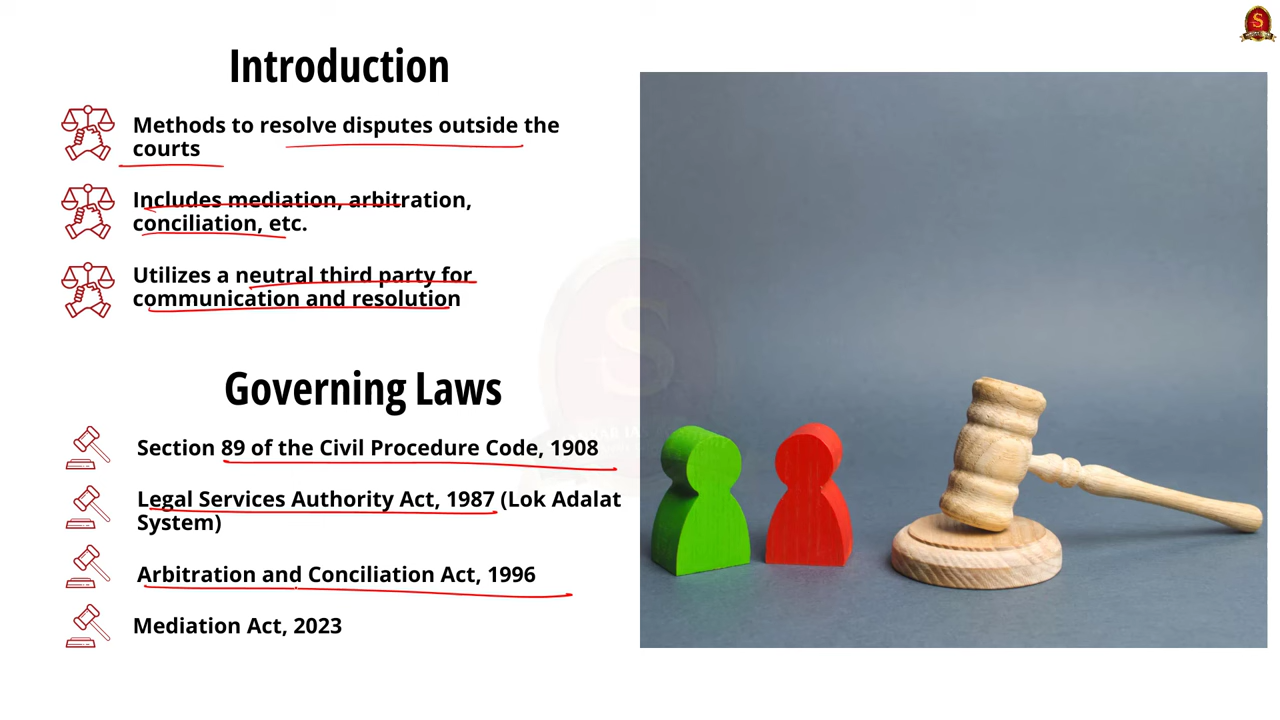 Introduction
Methods to resolve disputes outside the
courts
Includes mediation, arbitration,
conciliation, etc.
Utilizes a neutral third party for
communication and resolution
Governing Laws
Section 89 of the Civil Procedure Code, 1908
Legal Services Authority Act, 1987 (Lok Adalat
System)
Arbitration and Conciliation Act, 1996
Mediation Act, 2023